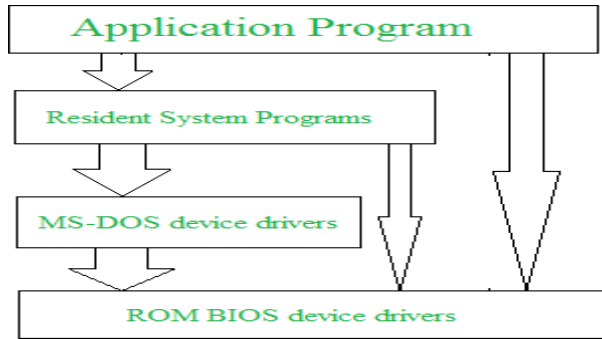 Application Program
Resident System Programs
MS-DOS device drivers
ROM BIOS device drivers